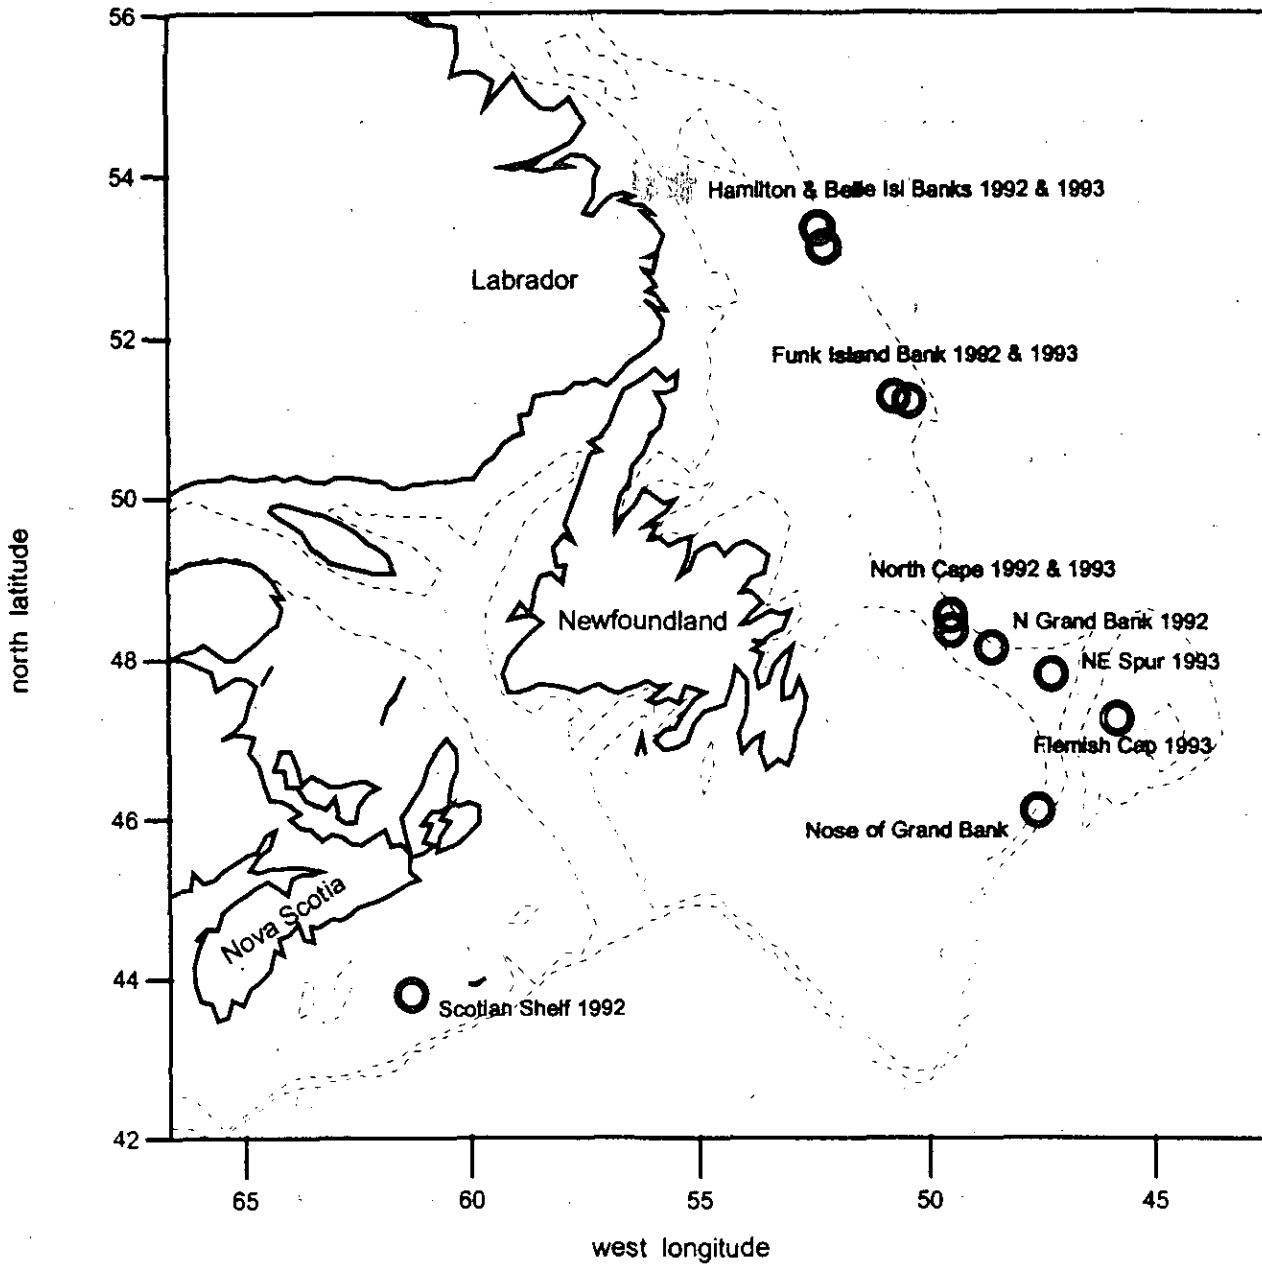 56
54
Hamilton & Belle Isl Banks 1992 & 1993
Labrador
52
Funk Island Bank 1992 & 1993
50
north latitude
North Cape 1992 & 1993
Newfoundland
N Grand Bank 1992
48
NE Spur 1993
Flemish Cap 1993
46
Nose of Grand Bank
Nova Scotia
44
Scotian Shelf 1992
42
65 60 55 50 45
west longitude